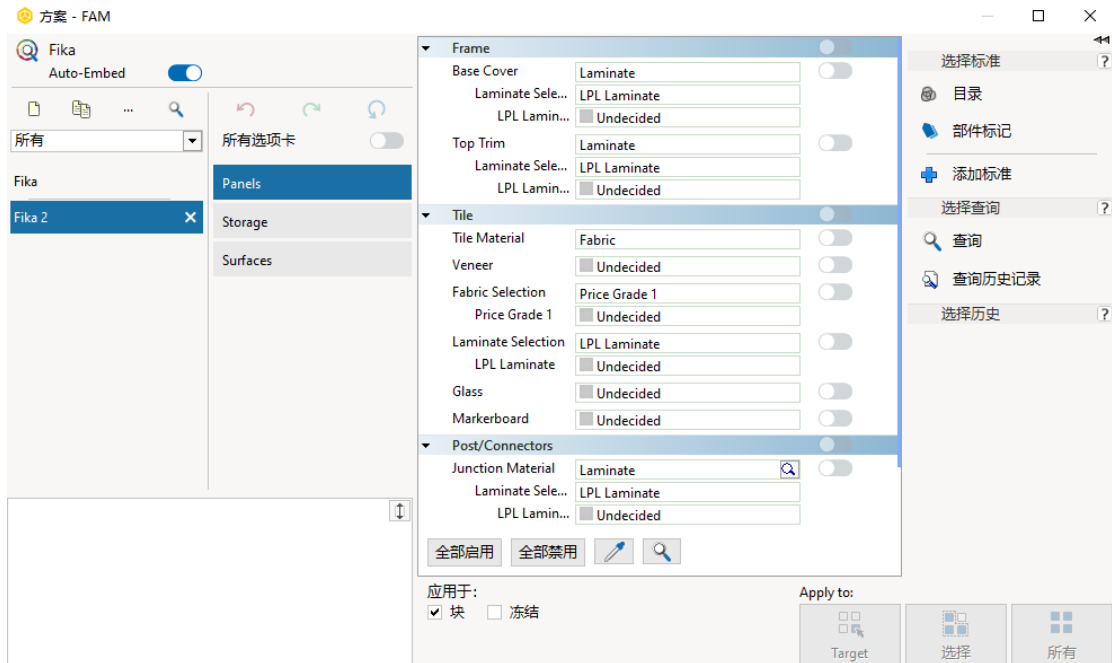 方案 - FAM
Fika
Auto-Embed
...
所有
所有选项卡
Fika
Fika 2
Panels
Storage
Surfaces
Frame
Base Cover Laminate
Laminate Sele... LPL Laminate
LPL Lamin... Undecided
Top Trim Laminate
Laminate Sele... LPL Laminate
LPL Lamin... Undecided
Tile
Tile Material Fabric
Veneer Undecided
Fabric Selection Price Grade 1
Price Grade 1 Undecided
Laminate Selection LPL Laminate
LPL Laminate Undecided
Glass Undecided
Markerboard Undecided
Post/Connectors
Junction Material Laminate
Laminate Sele... LPL Laminate
LPL Lamin... Undecided
全部启用 全部禁用
应用于:
块 冻结
Apply to:
Target 选择 所有
选择标准 ?
目录
部件标记
添加标准
选择查询 ?
查询
查询历史记录
选择历史 ?